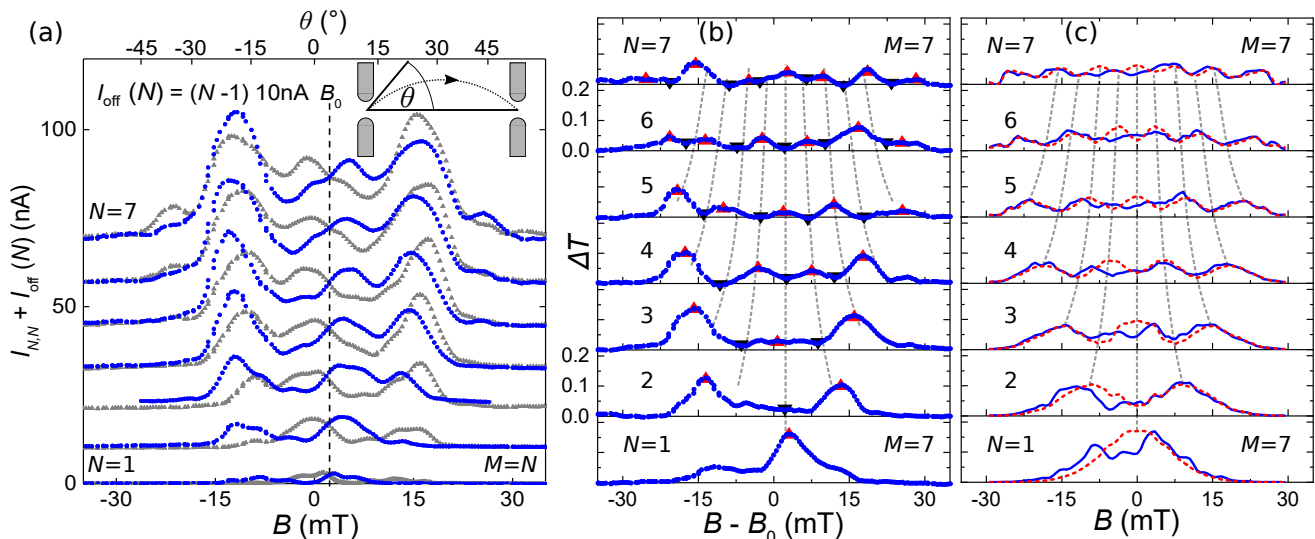 (a)
θ (°)
-45 -30 -15 0 15 30 45
I_off (N) = (N -1) 10nA B_0
θ
I_N,N + I_off (N) (nA)
100
50
0
N=7
N=1 M=N
-30 -15 0 15 30
B (mT)
(b)
N=7 M=7
0.2
6
0.1
0.0
5
4
3
0.2
2
0.1
0.0
N=1 M=7
ΔT
-30 -15 0 15 30
B - B_0 (mT)
(c)
N=7 M=7
6
5
4
3
2
N=1 M=7
-30 -15 0 15 30
B (mT)